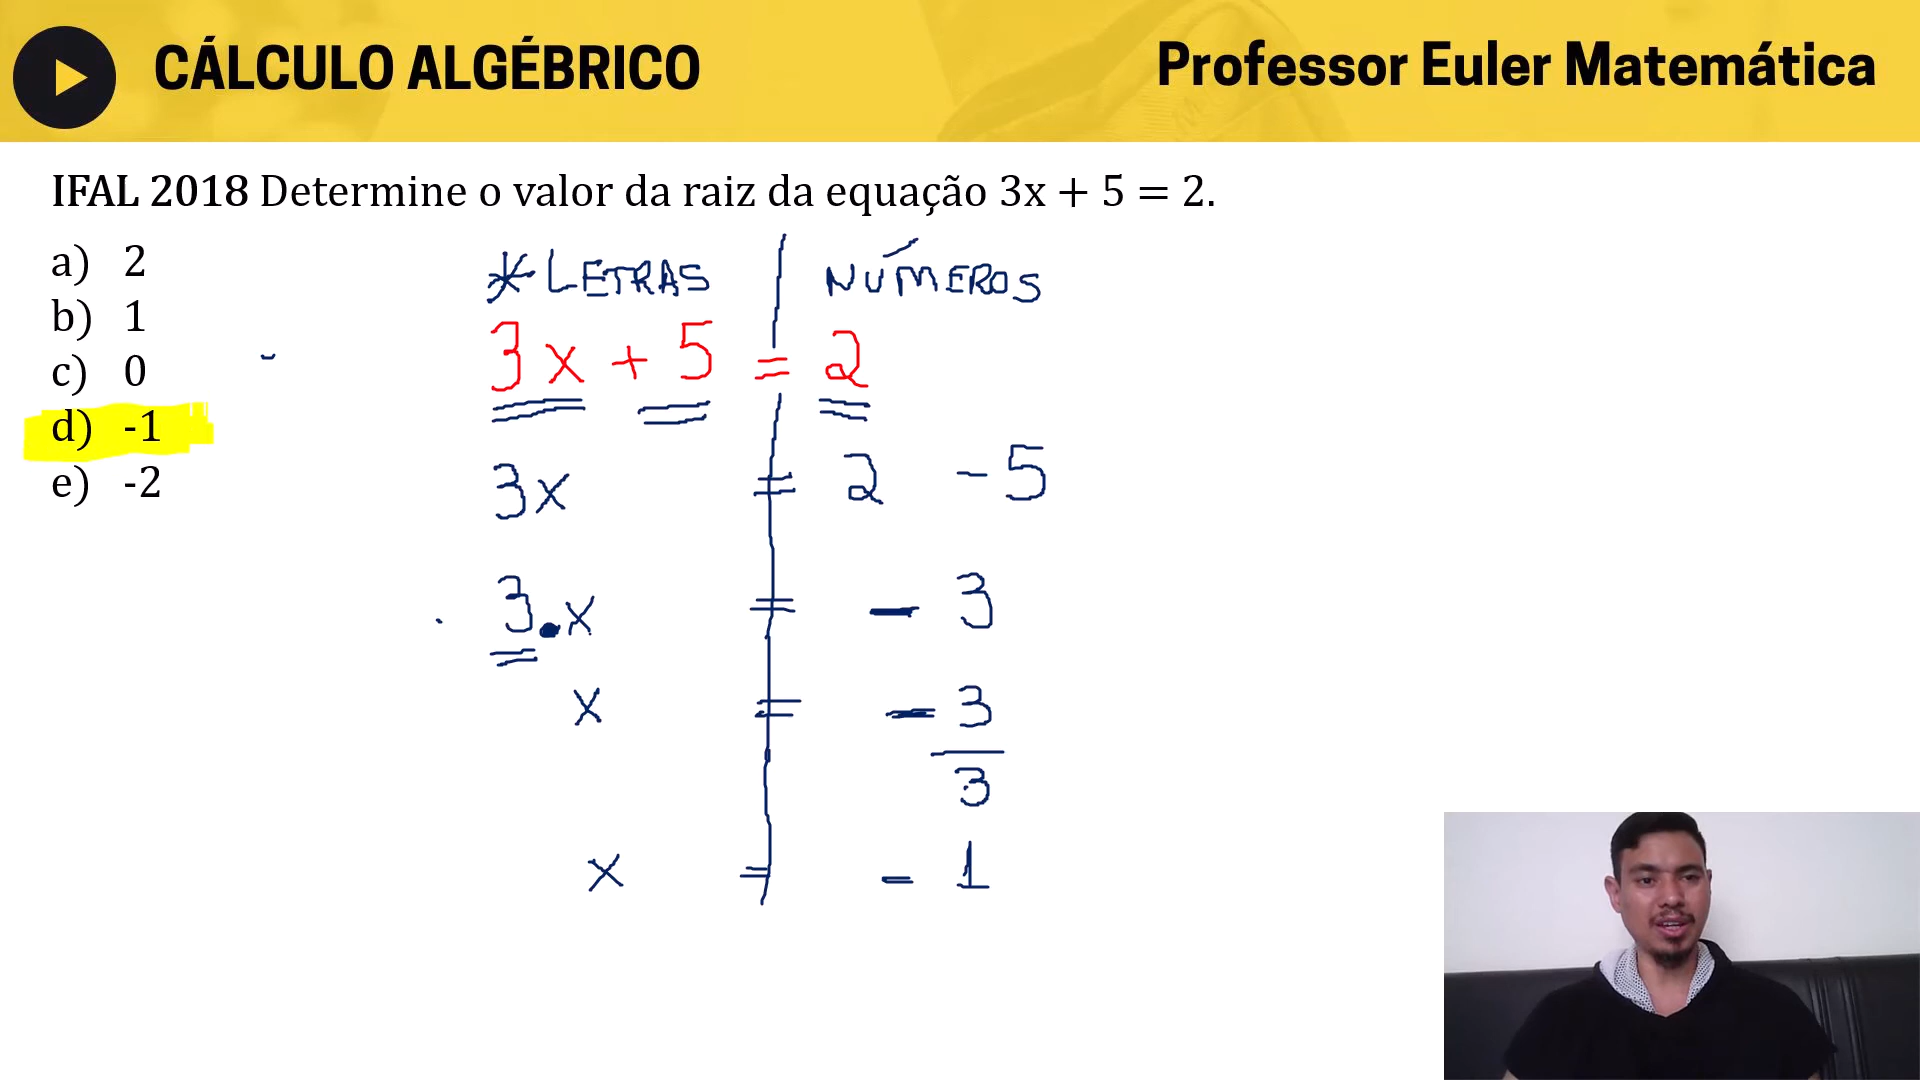 CÁLCULO ALGÉBRICO
Professor Euler Matemática
IFAL 2018 Determine o valor da raiz da equação 3x + 5 = 2.
a) 2
b) 1
c) 0
d) -1
e) -2
* LETRAS NÚMEROS
3x + 5 = 2
3x = 2 - 5
3.x = - 3
x = - 3
3
x = - 1